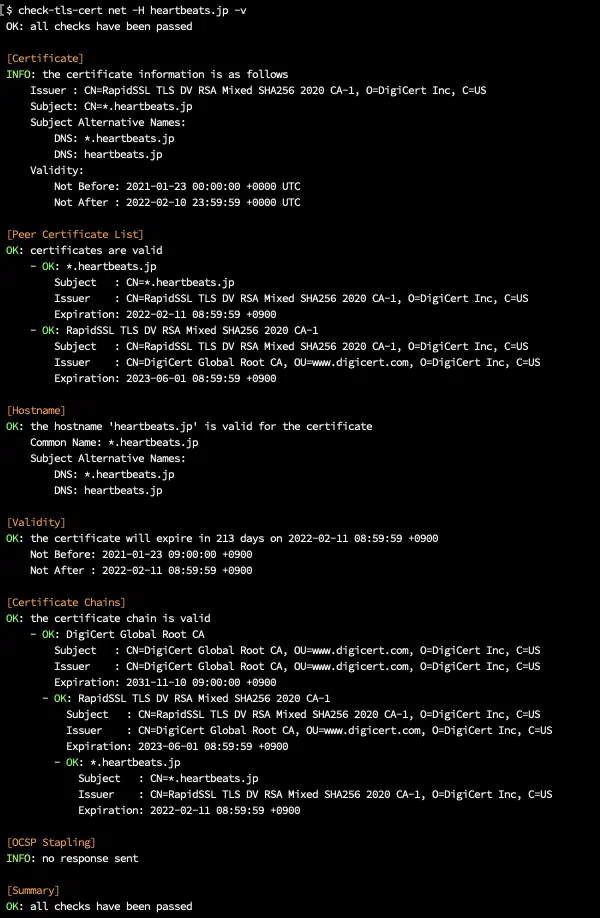 $ check-tls-cert net -H heartbeats.jp -v
OK: all checks have been passed

[Certificate]
INFO: the certificate information is as follows
    Issuer : CN=RapidSSL TLS DV RSA Mixed SHA256 2020 CA-1, O=DigiCert Inc, C=US
    Subject: CN=*.heartbeats.jp
    Subject Alternative Names:
        DNS: *.heartbeats.jp
        DNS: heartbeats.jp
    Validity:
        Not Before: 2021-01-23 00:00:00 +0000 UTC
        Not After : 2022-02-10 23:59:59 +0000 UTC

[Peer Certificate List]
OK: certificates are valid
    - OK: *.heartbeats.jp
        Subject   : CN=*.heartbeats.jp
        Issuer    : CN=RapidSSL TLS DV RSA Mixed SHA256 2020 CA-1, O=DigiCert Inc, C=US
        Expiration: 2022-02-11 08:59:59 +0900
    - OK: RapidSSL TLS DV RSA Mixed SHA256 2020 CA-1
        Subject   : CN=RapidSSL TLS DV RSA Mixed SHA256 2020 CA-1, O=DigiCert Inc, C=US
        Issuer    : CN=DigiCert Global Root CA, OU=www.digicert.com, O=DigiCert Inc, C=US
        Expiration: 2023-06-01 08:59:59 +0900

[Hostname]
OK: the hostname 'heartbeats.jp' is valid for the certificate
    Common Name: *.heartbeats.jp
    Subject Alternative Names:
        DNS: *.heartbeats.jp
        DNS: heartbeats.jp

[Validity]
OK: the certificate will expire in 213 days on 2022-02-11 08:59:59 +0900
    Not Before: 2021-01-23 09:00:00 +0900
    Not After : 2022-02-11 08:59:59 +0900

[Certificate Chains]
OK: the certificate chain is valid
    - OK: DigiCert Global Root CA
        Subject   : CN=DigiCert Global Root CA, OU=www.digicert.com, O=DigiCert Inc, C=US
        Issuer    : CN=DigiCert Global Root CA, OU=www.digicert.com, O=DigiCert Inc, C=US
        Expiration: 2031-11-10 09:00:00 +0900
      - OK: RapidSSL TLS DV RSA Mixed SHA256 2020 CA-1
          Subject   : CN=RapidSSL TLS DV RSA Mixed SHA256 2020 CA-1, O=DigiCert Inc, C=US
          Issuer    : CN=DigiCert Global Root CA, OU=www.digicert.com, O=DigiCert Inc, C=US
          Expiration: 2023-06-01 08:59:59 +0900
        - OK: *.heartbeats.jp
            Subject   : CN=*.heartbeats.jp
            Issuer    : CN=RapidSSL TLS DV RSA Mixed SHA256 2020 CA-1, O=DigiCert Inc, C=US
            Expiration: 2022-02-11 08:59:59 +0900

[OCSP Stapling]
INFO: no response sent

[Summary]
OK: all checks have been passed